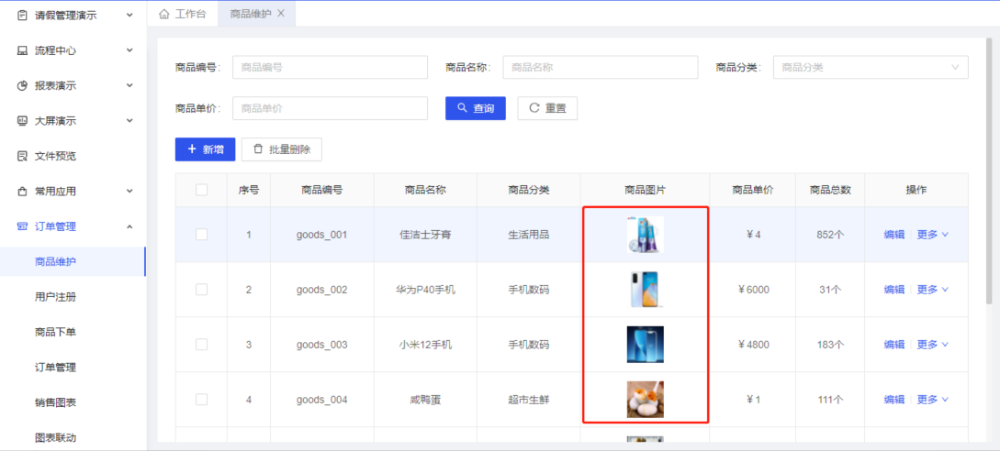 请假管理演示
流程中心
报表演示
大屏演示
文件预览
常用应用
订单管理
商品维护
用户注册
商品下单
订单管理
销售图表
图表联动
工作台 商品维护 X
商品编号: 商品编号 商品名称: 商品名称 商品分类: 商品分类
商品单价: 商品单价 查询 重置
+ 新增 批量删除
序号 商品编号 商品名称 商品分类 商品图片 商品单价 商品总数 操作
1 goods_001 佳洁士牙膏 生活用品 ¥4 852个 编辑 更多
2 goods_002 华为P40手机 手机数码 ¥6000 31个 编辑 更多
3 goods_003 小米12手机 手机数码 ¥4800 183个 编辑 更多
4 goods_004 咸鸭蛋 超市生鲜 ¥1 111个 编辑 更多